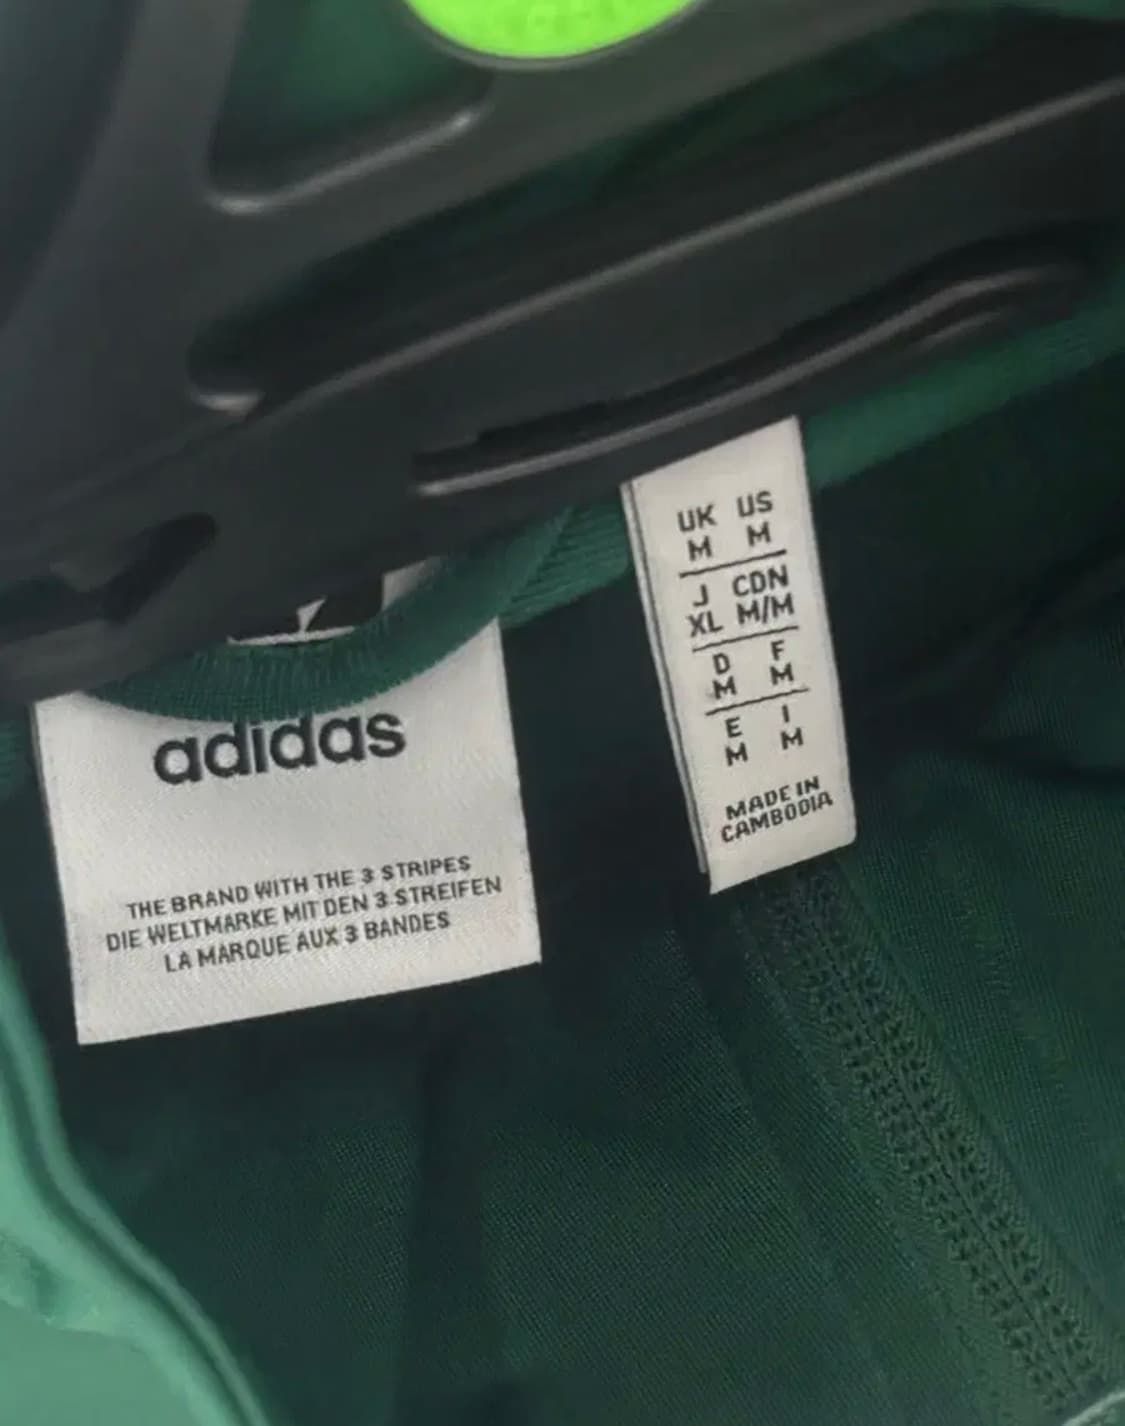 adidas
THE BRAND WITH THE 3 STRIPES
DIE WELTMARKE MIT DEN 3 STREIFEN
LA MARQUE AUX 3 BANDES
UK US
M M
J CDN
XL M/M
D F
M M
E I
M M
MADE IN
CAMBODIA